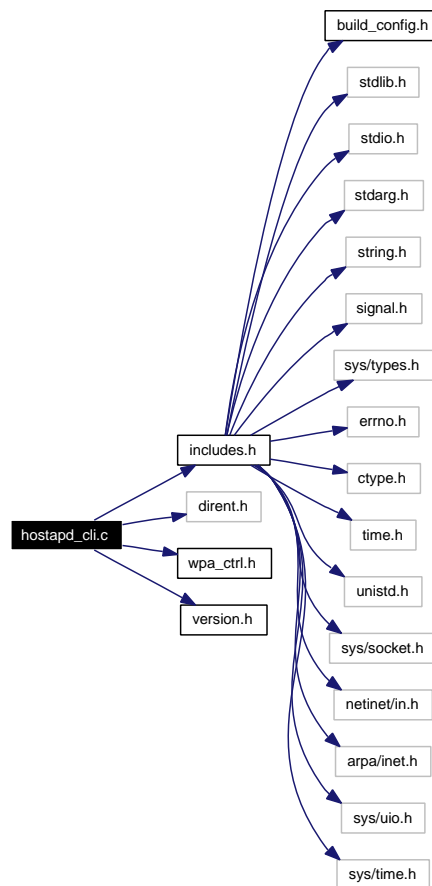 build_config.h
stdlib.h
stdio.h
stdarg.h
string.h
signal.h
sys/types.h
errno.h
includes.h
ctype.h
dirent.h
time.h
hostapd_cli.c
wpa_ctrl.h
unistd.h
version.h
sys/socket.h
netinet/in.h
arpa/inet.h
sys/uio.h
sys/time.h